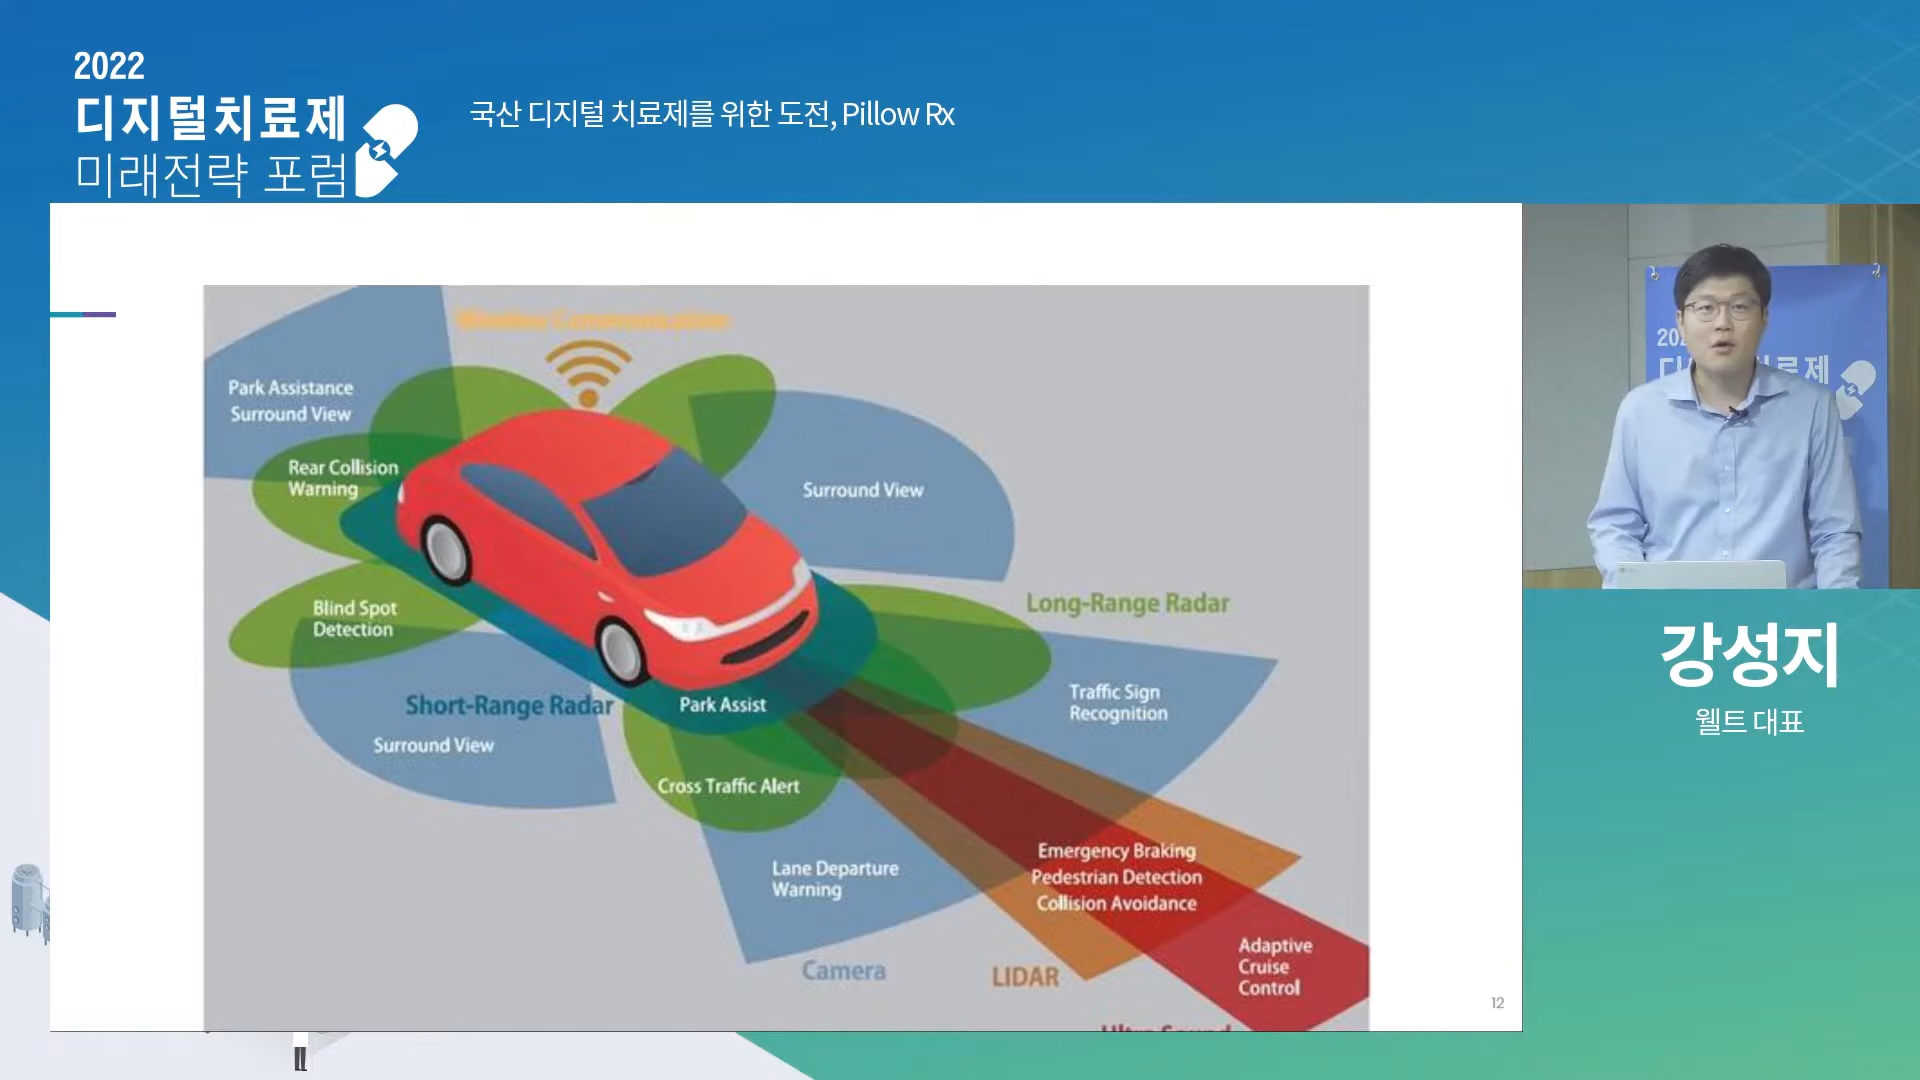 2022
디지털치료제
미래전략 포럼
국산 디지털 치료제를 위한 도전, Pillow Rx
Wireless Communication
Park Assistance
Surround View
Rear Collision
Warning
Surround View
Blind Spot
Detection
Long-Range Radar
Short-Range Radar
Park Assist
Traffic Sign
Recognition
Surround View
Cross Traffic Alert
Lane Departure
Warning
Emergency Braking
Pedestrian Detection
Collision Avoidance
Adaptive
Cruise
Control
Camera
LIDAR
Ultra Sound
12
강성지
웰트 대표